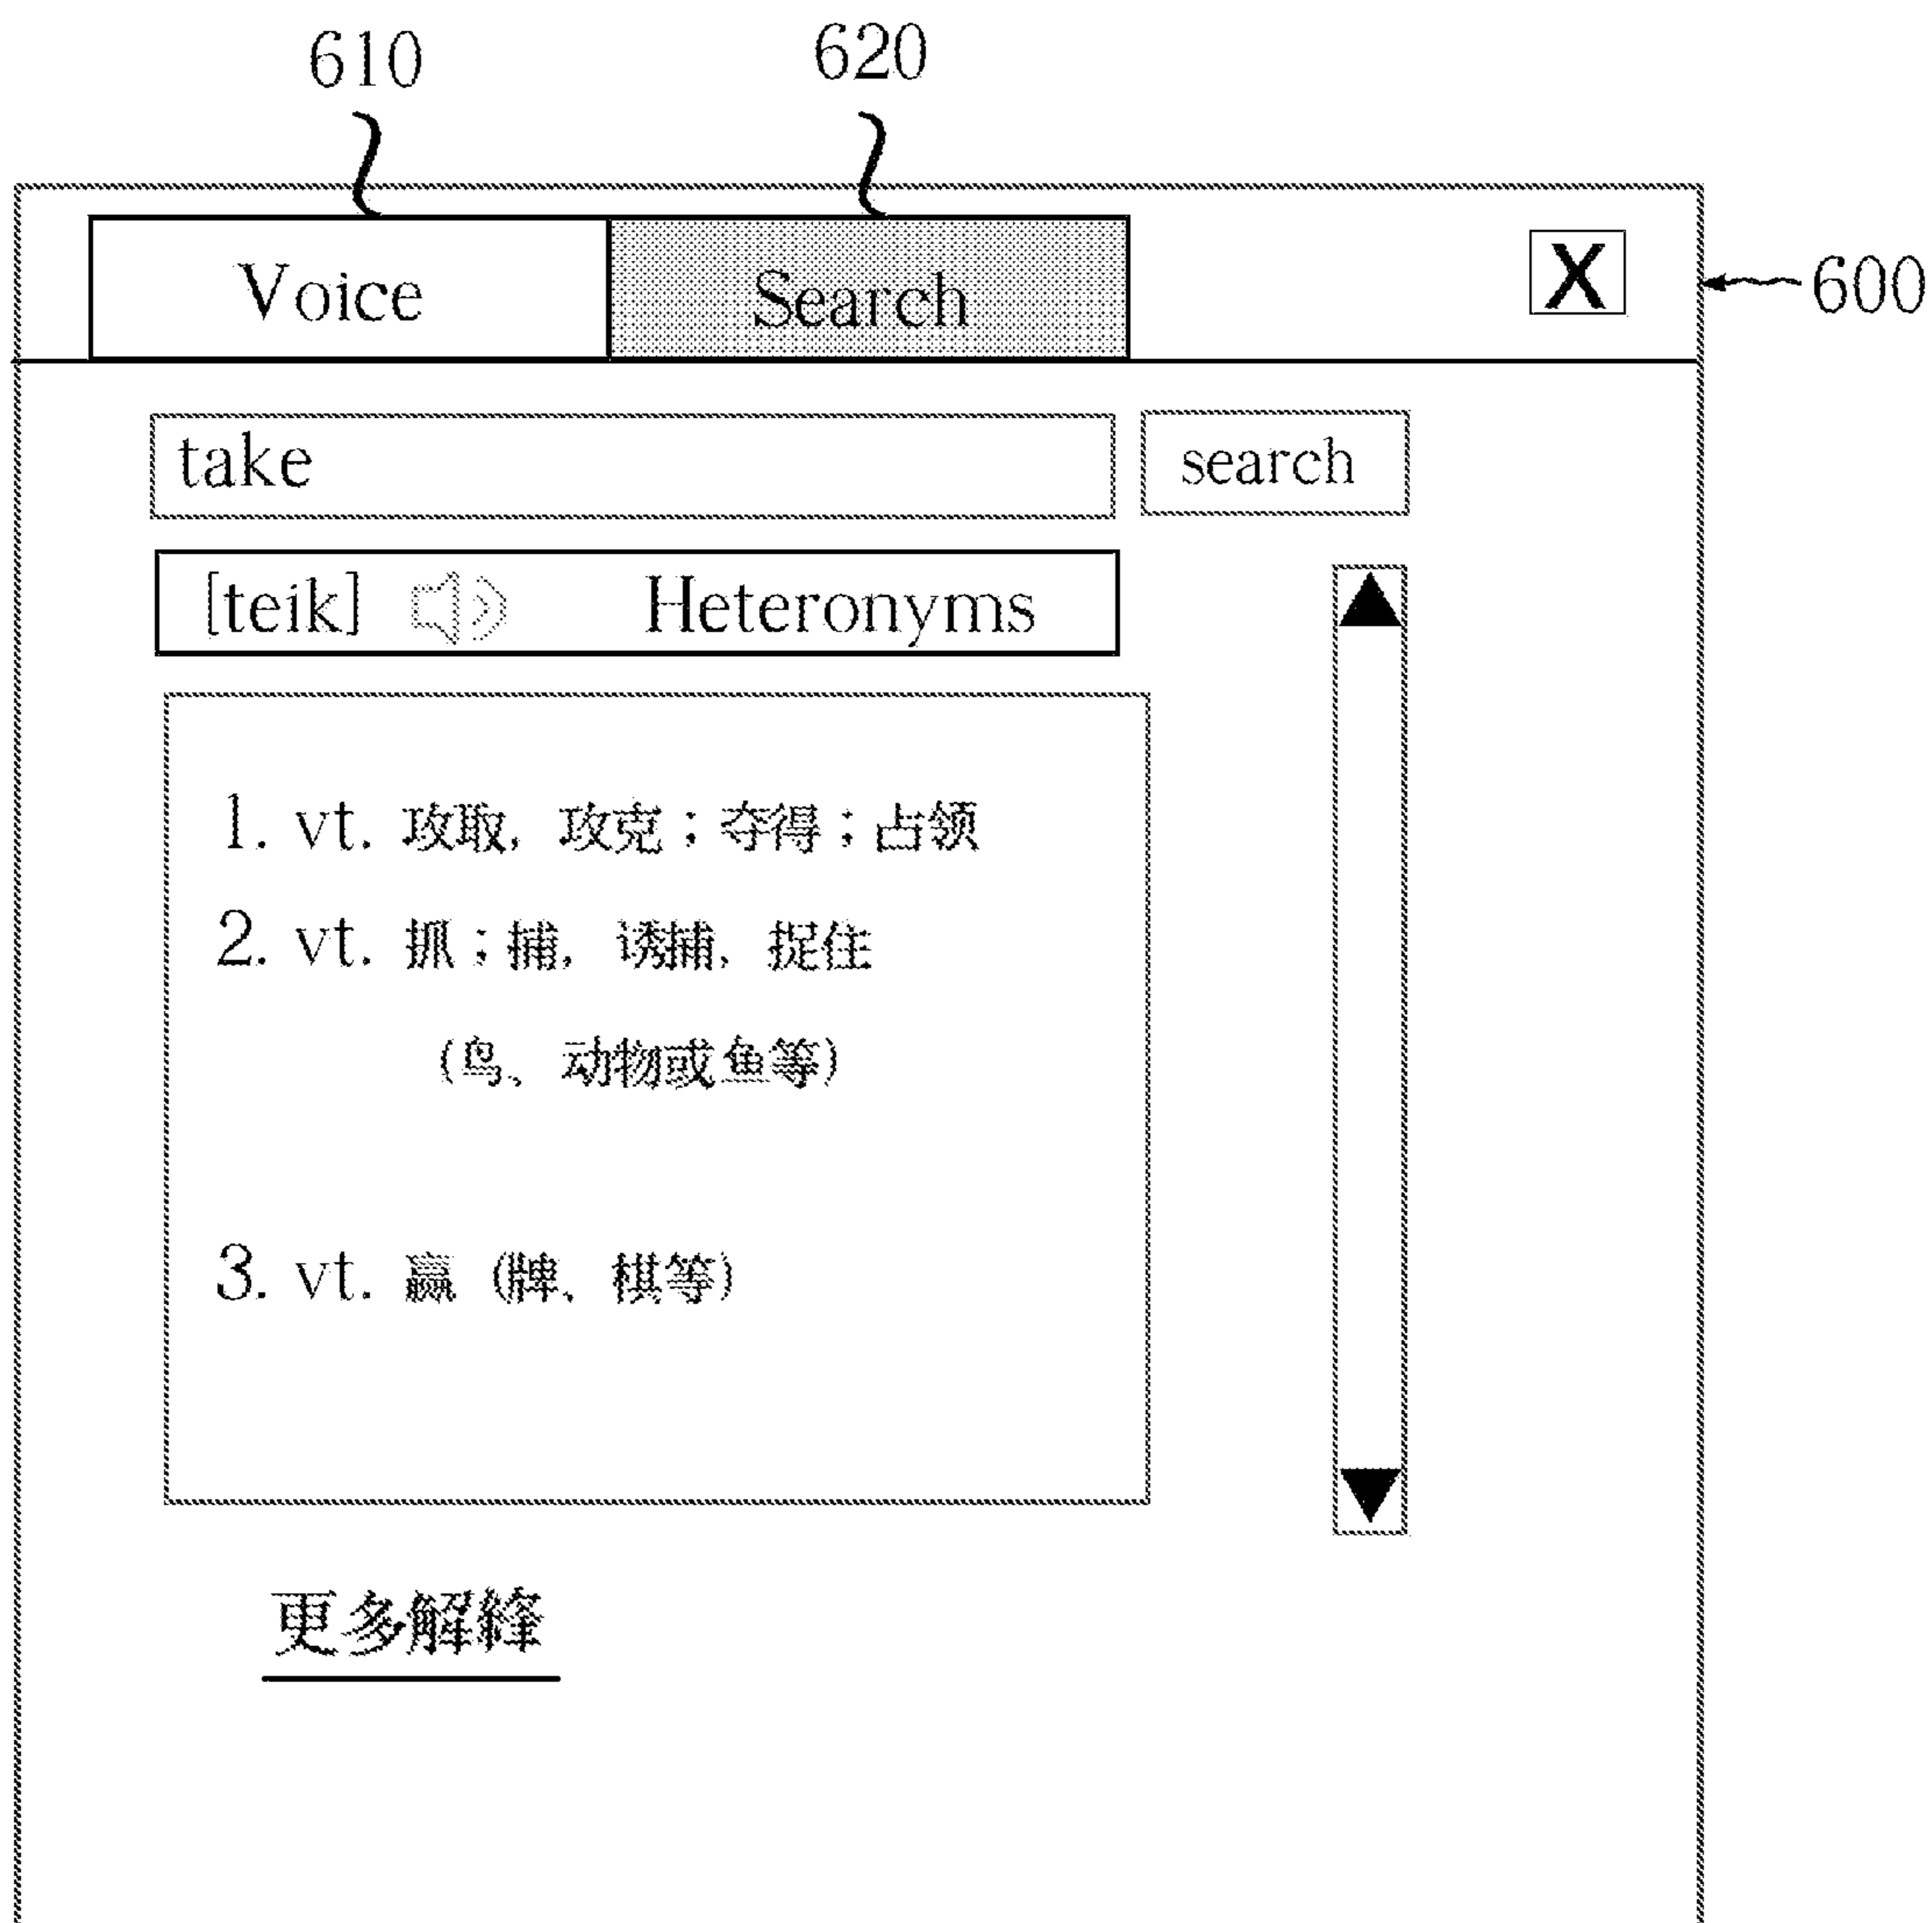 610 620
Voice Search X 600
take search
[teik] Heteronyms
1. vt. 攻取, 攻克;夺得;占领
2. vt. 抓;捕, 诱捕, 捉住
(鸟、动物或鱼等)
3. vt. 赢 (牌、棋等)
更多解